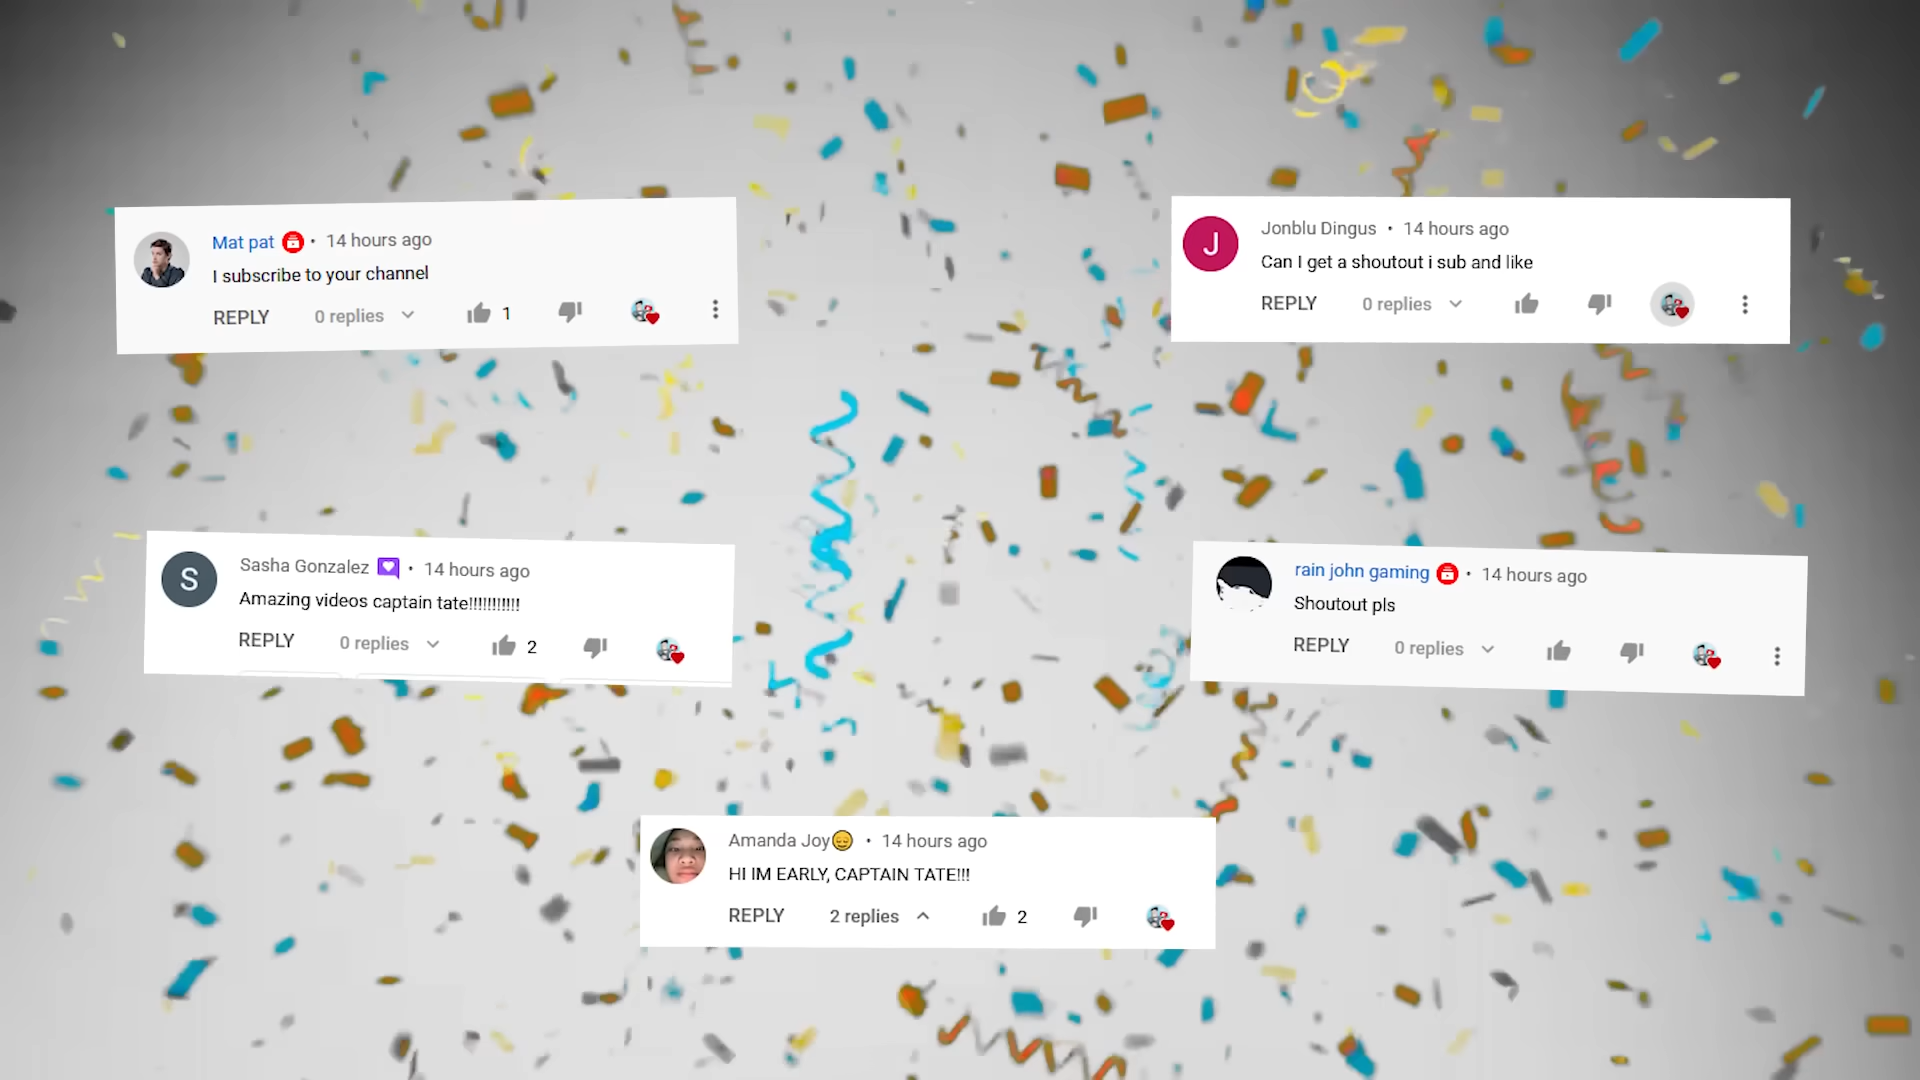 Mat pat • 14 hours ago
I subscribe to your channel
REPLY 0 replies 1
J
Jonblu Dingus • 14 hours ago
Can I get a shoutout i sub and like
REPLY 0 replies
S
Sasha Gonzalez • 14 hours ago
Amazing videos captain tate!!!!!!!!!!!
REPLY 0 replies 2
rain john gaming • 14 hours ago
Shoutout pls
REPLY 0 replies
Amanda Joy😌 • 14 hours ago
HI IM EARLY, CAPTAIN TATE!!!
REPLY 2 replies 2